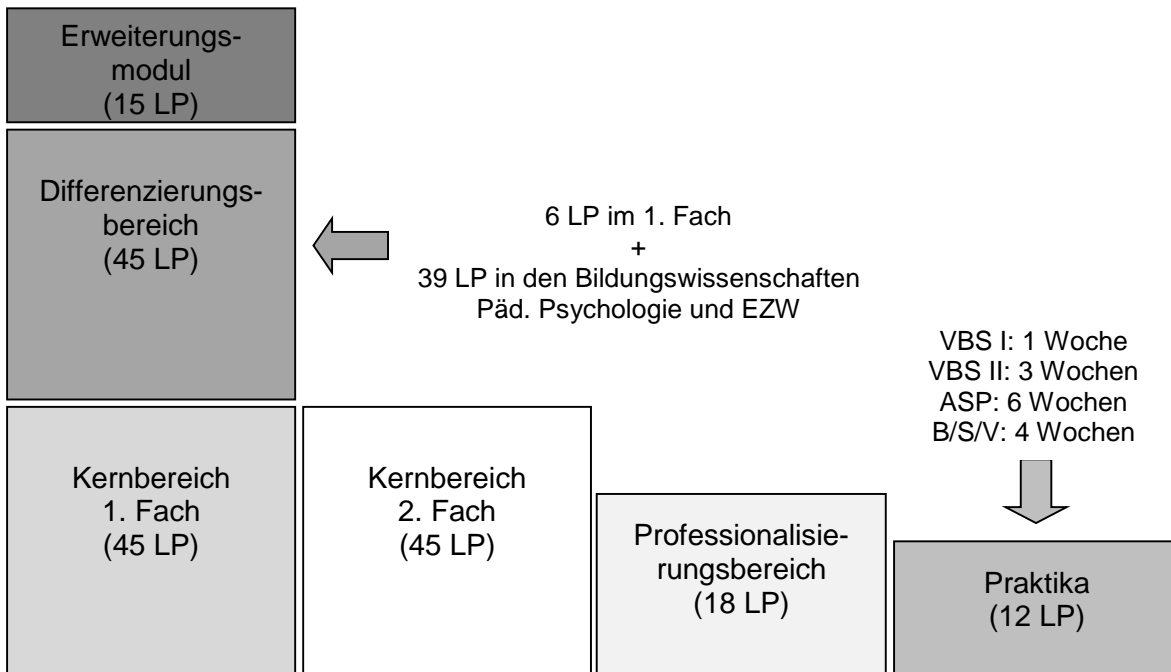 Erweiterungs-
modul
(15 LP)
Differenzierungs-
bereich
(45 LP)
6 LP im 1. Fach
+
39 LP in den Bildungswissenschaften
Päd. Psychologie und EZW
VBS I: 1 Woche
VBS II: 3 Wochen
ASP: 6 Wochen
B/S/V: 4 Wochen
Kernbereich
1. Fach
(45 LP)
Kernbereich
2. Fach
(45 LP)
Professionalisie-
rungsbereich
(18 LP)
Praktika
(12 LP)